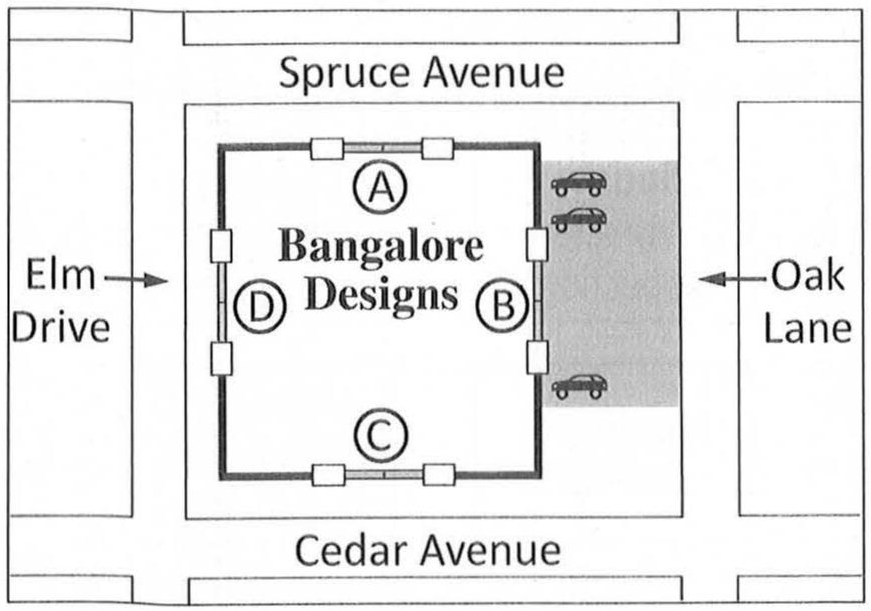 Spruce Avenue
A
Bangalore
Designs
Elm
Drive
D
B
Oak
Lane
C
Cedar Avenue